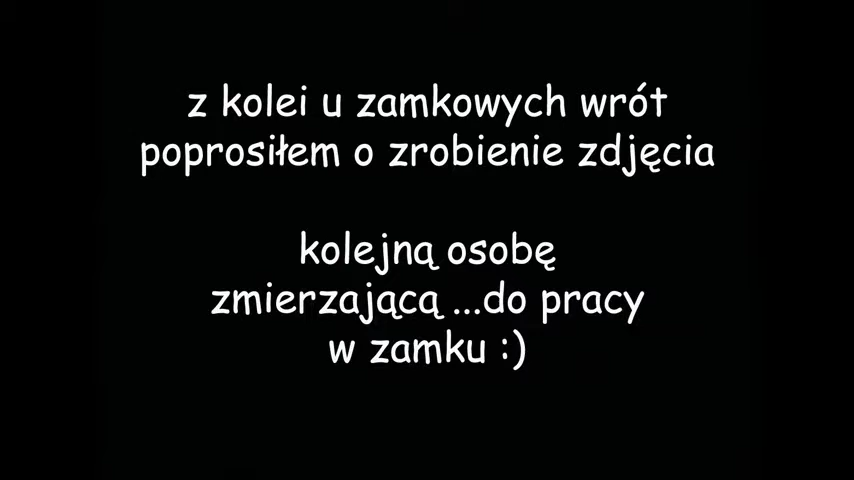 z kolei u zamkowych wrót
poprosiłem o zrobienie zdjęcia
kolejną osobę
zmierzającą ...do pracy
w zamku :)